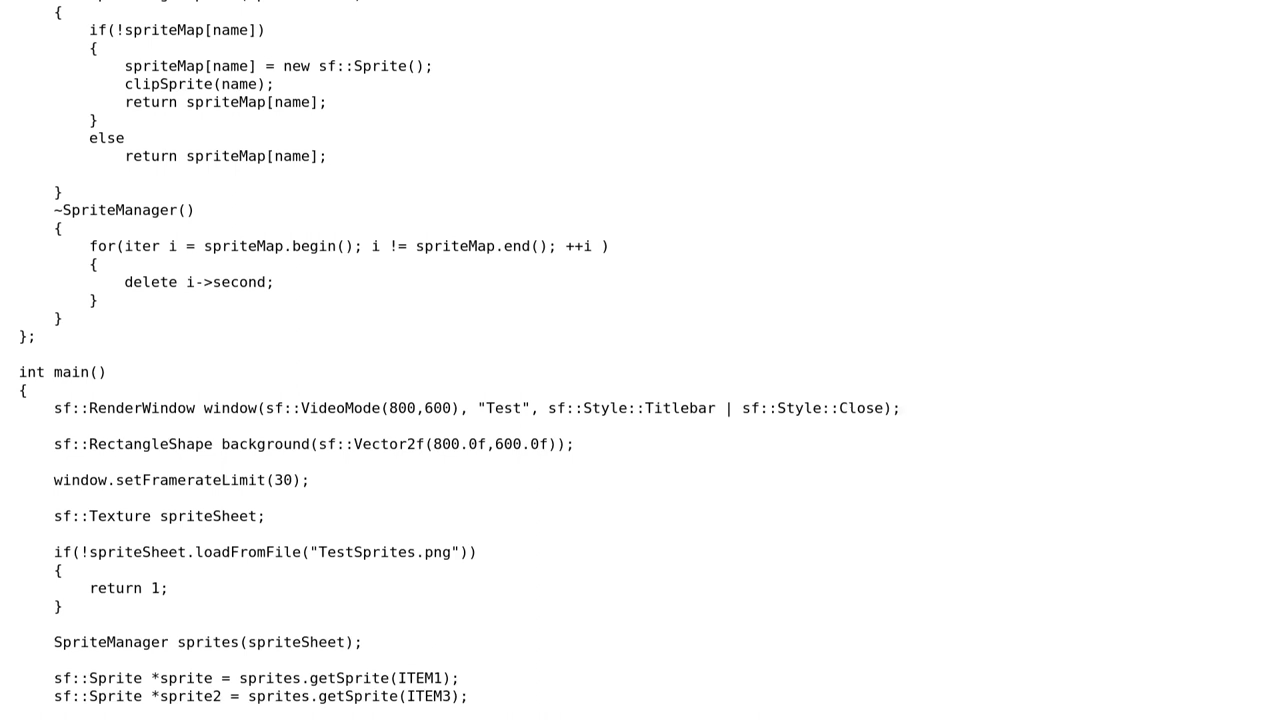 {
if(!spriteMap[name])
{
spriteMap[name] = new sf::Sprite();
clipSprite(name);
return spriteMap[name];
}
else
return spriteMap[name];
}
~SpriteManager()
{
for(iter i = spriteMap.begin(); i != spriteMap.end(); ++i )
{
delete i->second;
}
}
};
int main()
{
sf::RenderWindow window(sf::VideoMode(800,600), "Test", sf::Style::Titlebar | sf::Style::Close);
sf::RectangleShape background(sf::Vector2f(800.0f,600.0f));
window.setFramerateLimit(30);
sf::Texture spriteSheet;
if(!spriteSheet.loadFromFile("TestSprites.png"))
{
return 1;
}
SpriteManager sprites(spriteSheet);
sf::Sprite *sprite = sprites.getSprite(ITEM1);
sf::Sprite *sprite2 = sprites.getSprite(ITEM3);